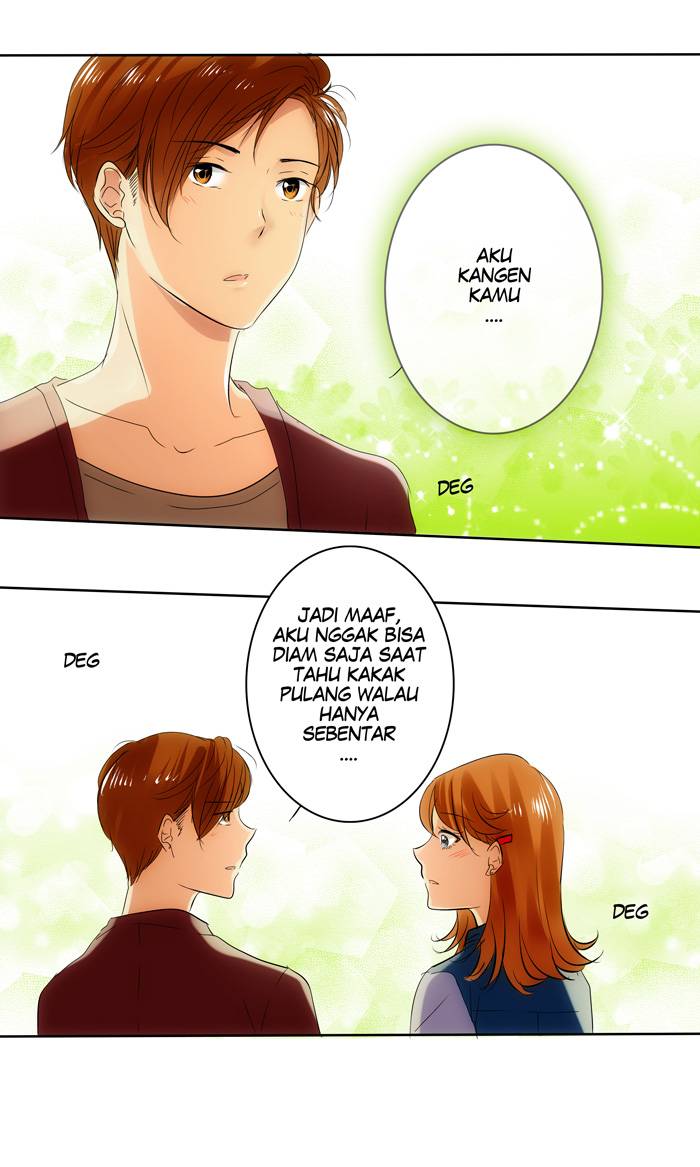 AKU
KANGEN
KAMU
....
DEG
JADI MAAF,
AKU NGGAK BISA
DIAM SAJA SAAT
TAHU KAKAK
PULANG WALAU
HANYA
SEBENTAR
....
DEG
DEG